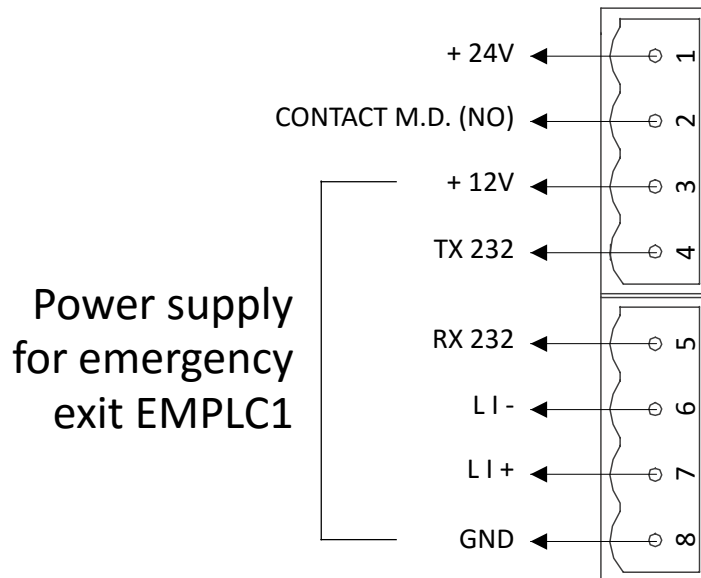 + 24V 1
CONTACT M.D. (NO) 2
+ 12V 3
TX 232 4
Power supply
for emergency
exit EMPLC1
RX 232 5
L I - 6
L I + 7
GND 8